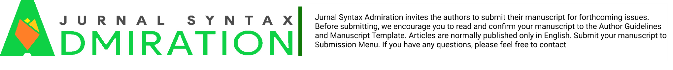 JURNAL SYNTAX
ADMIRATION
Jurnal Syntax Admiration invites the authors to submit their manuscript for forthcoming issues.
Before submitting, we encourage you to read and confirm your manuscript to the Author Guidelines
and Manuscript Template. Articles are normally published only in English. Submit your manuscript to
Submission Menu. If you have any questions, please feel free to contact